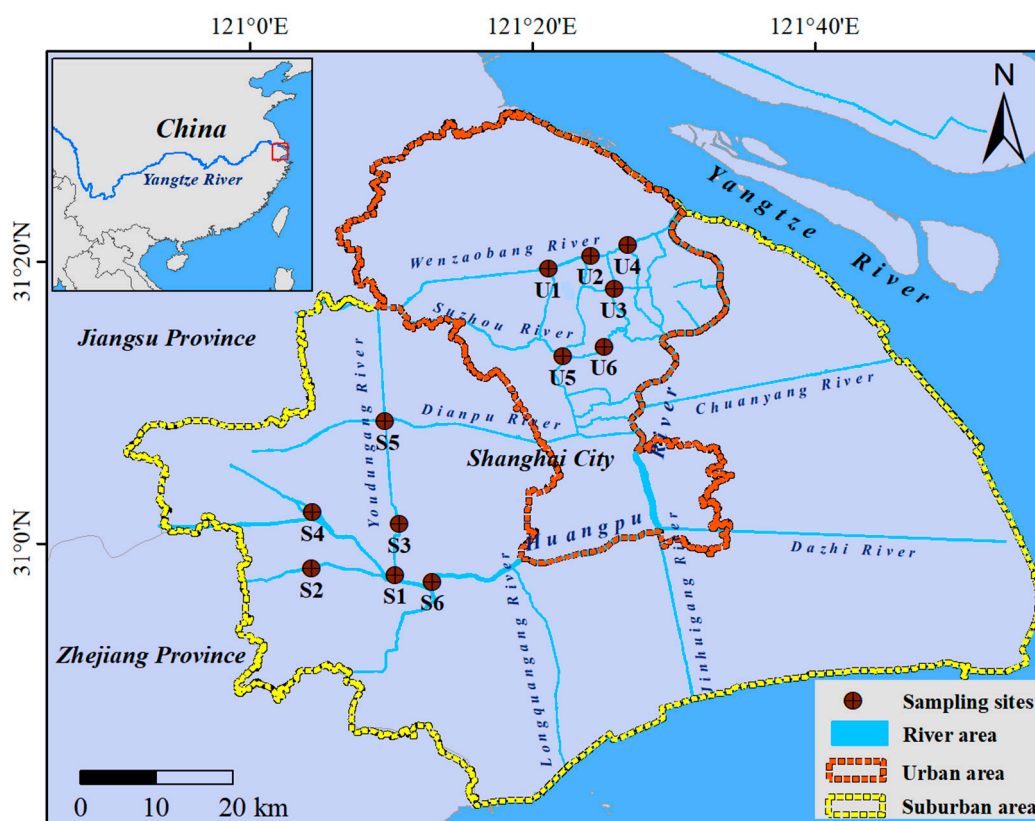 121°0'E
121°20'E
121°40'E
China
Yangtze River
N
Yangtze River
31°20'N
Wenzaobang River
U4
U2
U1
U3
Suzhou River
Jiangsu Province
U6
U5
Youdungang River
Chuanyang River
Dianpu River
S5
Shanghai City
Huangpu River
31°0'N
S4
S3
Dazhi River
S2
S1
S6
Longquangang River
Jinhuigang River
Zhejiang Province
Sampling sites
River area
Urban area
Suburban area
0 10 20 km